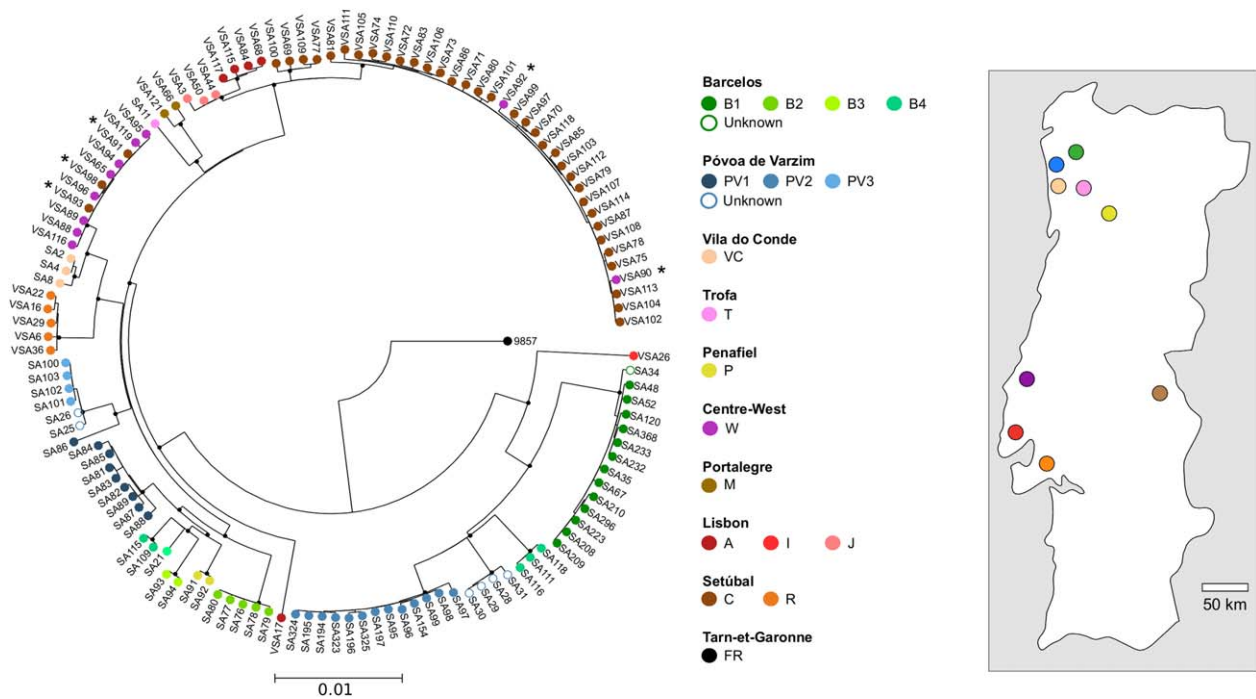 VSA111
VSA105
VSA74
VSA110
VSA72
VSA83
VSA106
VSA73
VSA86
VSA71
VSA80
VSA101
VSA92 *
VSA99
VSA97
VSA70
VSA118
VSA85
VSA103
VSA112
VSA79
VSA107
VSA114
VSA87
VSA108
VSA78
VSA75
VSA90 *
VSA113
VSA104
VSA102
9857
VSA26
SA34
SA48
SA52
SA120
SA368
SA233
SA232
SA35
SA67
SA210
SA296
SA223
SA208
SA209
SA118
SA111
SA116
SA31
SA28
SA29
SA30
SA97
SA98
SA99
SA154
SA96
SA95
SA197
SA325
SA196
SA323
SA194
SA195
SA324
VSA17
SA79
SA78
SA76
SA77
SA80
SA92
SA91
SA94
SA93
SA21
SA109
SA115
SA88
SA87
SA89
SA82
SA83
SA81
SA85
SA84
SA86
SA25
SA26
SA101
SA102
SA103
SA100
VSA36
VSA6
VSA29
VSA16
VSA22
SA8
SA4
SA2
VSA116
VSA88
VSA89
* VSA93
VSA96
* VSA98
VSA65
VSA94
* VSA91
VSA119
VSA95
SA11
VSA121
VSA66
VSA3
VSA50
VSA44
VSA117
VSA115
VSA84
VSA68
VSA100
VSA69
VSA109
VSA77
VSA81
0.01
Barcelos
B1 B2 B3 B4
Unknown
Póvoa de Varzim
PV1 PV2 PV3
Unknown
Vila do Conde
VC
Trofa
T
Penafiel
P
Centre-West
W
Portalegre
M
Lisbon
A I J
Setúbal
C R
Tarn-et-Garonne
FR
50 km